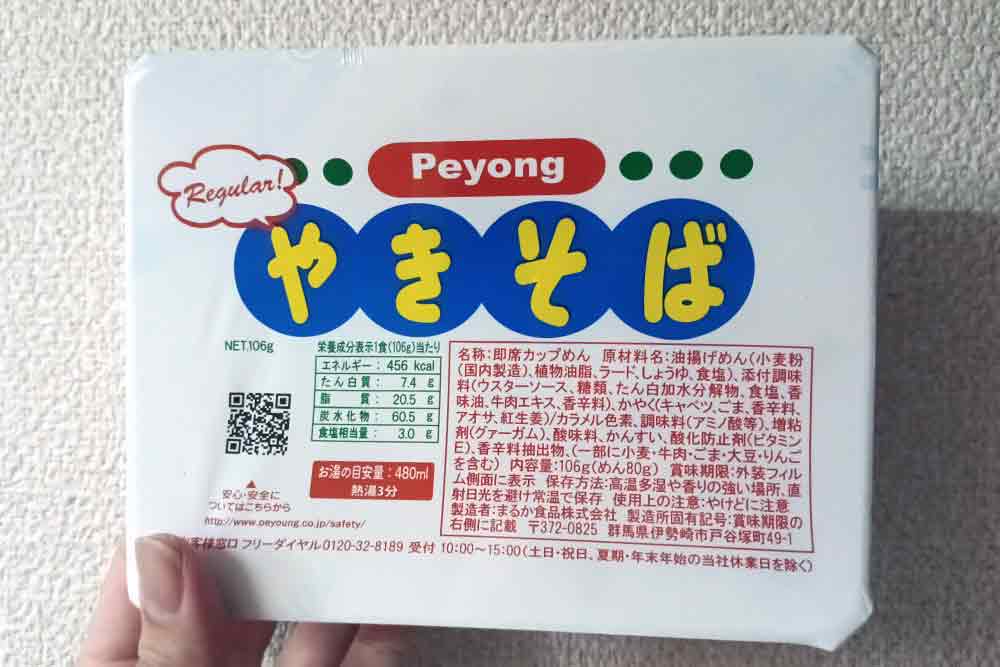 Peyong
Regular!
やきそば
NET.106g
栄養成分表示1食(106g)当たり
エネルギー: 456 kcal
たん白質: 7.4 g
脂質: 20.5 g
炭水化物: 60.5 g
食塩相当量: 3.0 g
お湯の目安量:480ml
熱湯3分
安心・安全に
ついてはこちらから
http://www.peyoung.co.jp/safety/
名称:即席カップめん 原材料名:油揚げめん(小麦粉
(国内製造)、植物油脂、ラード、しょうゆ、食塩)、添付調味
料(ウスターソース、糖類、たん白加水分解物、食塩、香
味油、牛肉エキス、香辛料)、かやく(キャベツ、ごま、香辛料、
アオサ、紅生姜)/カラメル色素、調味料(アミノ酸等)、増粘
剤(グァーガム)、酸味料、かんすい、酸化防止剤(ビタミン
E)、香辛料抽出物、(一部に小麦・牛肉・ごま・大豆・りんご
を含む) 内容量:106g(めん80g) 賞味期限:外装フィル
ム側面に表示 保存方法:高温多湿や香りの強い場所、直
射日光を避け常温で保存 使用上の注意:やけどに注意
製造者:まるか食品株式会社 製造所固有記号:賞味期限の
右側に記載 〒372-0825 群馬県伊勢崎市戸谷塚町49-1
客様窓口 フリーダイヤル0120-32-8189 受付 10:00~15:00(土日・祝日、夏期・年末年始の当社休業日を除く)